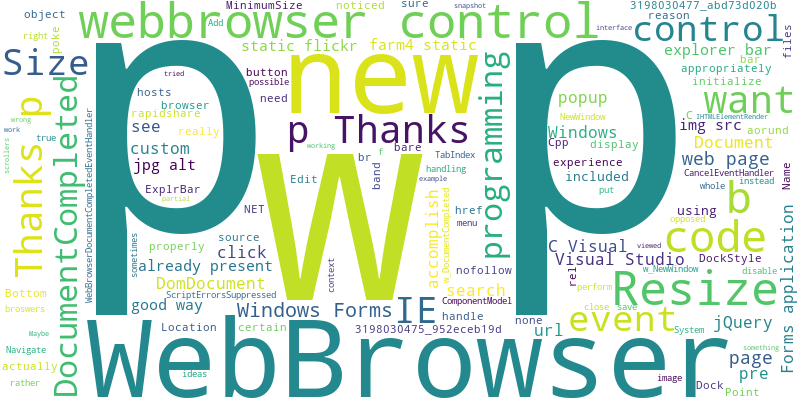 object
poke
Add
MinimumSize
noticed
sure
snapshot
3198030477_abd73d020b
reason
files
webbrowser control
control
right
static flickr
farm4 static
explorer bar
bar
Size
p
p
new
button
possible
tried
hosts
browser
need
appropriately
initialize
want
rapidshare
popup
C
IHTMLElementRender
interface
wrong
work
true
scrollers
see
really
p Thanks
NewWindow
Windows
img src
aorund
custom
working
Cpp
display
Document
jpg alt
br
f
bare
TabIndex
experience
web page
ExplrBar
Edit
band
handling
example
included
CancelEventHandler
Name
Thanks p
DocumentCompleted
WebBrowserDocumentCompletedEventHandler
partial
w
NET
href
menu
put
whole
instead
b
programming
accomplish
w_DocumentCompleted
rel
using
opposed
viewed
sometimes
properly
source
click
context
C Visual
DockStyle
code
already present
search
nofollow
Visual Studio
w_NewWindow
disable
DomDocument
ScriptErrorsSuppressed
ComponentModel
perform
Resize
Forms application
Bottom
broswers
good way
Windows Forms
IE
handle
close
save
Maybe
Location
certain
3198030475_952eceb19d
none
url
event
System
jQuery
Navigate
actually
rather
WebBrowser
page
something
pre
ideas
image
Dock
Point